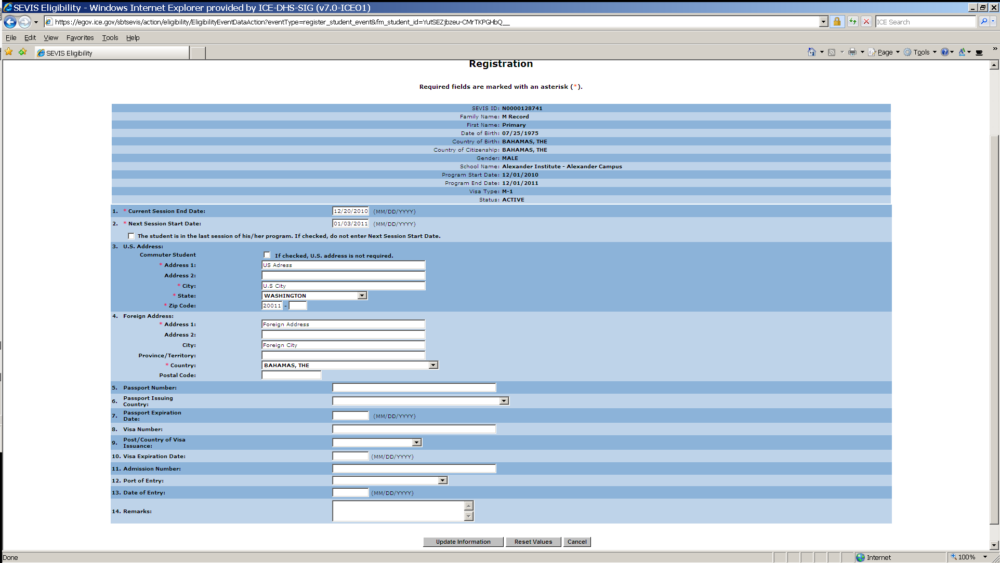 SEVIS Eligibility - Windows Internet Explorer provided by ICE-DHS-SIG (v7.0-ICEO1)
https://egov.ice.gov/sbtsevis/action/eligibility/EligibilityEventDataAction?eventType=register_student_event&fm_student_id=YutSEZjbzeu-CMrTKPGHbQ__
ICE Search
File Edit View Favorites Tools Help
SEVIS Eligibility
Page Tools
Registration
Required fields are marked with an asterisk (*).
SEVIS ID: N0000128741
Family Name: M Record
First Name: Primary
Date of Birth: 07/25/1975
Country of Birth: BAHAMAS, THE
Country of Citizenship: BAHAMAS, THE
Gender: MALE
School Name: Alexander Institute - Alexander Campus
Program Start Date: 12/01/2010
Program End Date: 12/01/2011
Visa Type: M-1
Status: ACTIVE
1. * Current Session End Date: 12/20/2010 (MM/DD/YYYY)
2. * Next Session Start Date: 01/03/2011 (MM/DD/YYYY)
The student is in the last session of his/her program. If checked, do not enter Next Session Start Date.
3. U.S. Address:
Commuter Student If checked, U.S. address is not required.
* Address 1: US Adress
Address 2:
* City: U.S City
* State: WASHINGTON
* Zip Code: 20011 -
4. Foreign Address:
* Address 1: Foreign Address
Address 2:
City: Foreign City
Province/Territory:
* Country: BAHAMAS, THE
Postal Code:
5. Passport Number:
6. Passport Issuing
Country:
7. Passport Expiration
Date: (MM/DD/YYYY)
8. Visa Number:
9. Post/Country of Visa
Issuance:
10. Visa Expiration Date: (MM/DD/YYYY)
11. Admission Number:
12. Port of Entry:
13. Date of Entry: (MM/DD/YYYY)
14. Remarks:
Update Information Reset Values Cancel
Done Internet 100%